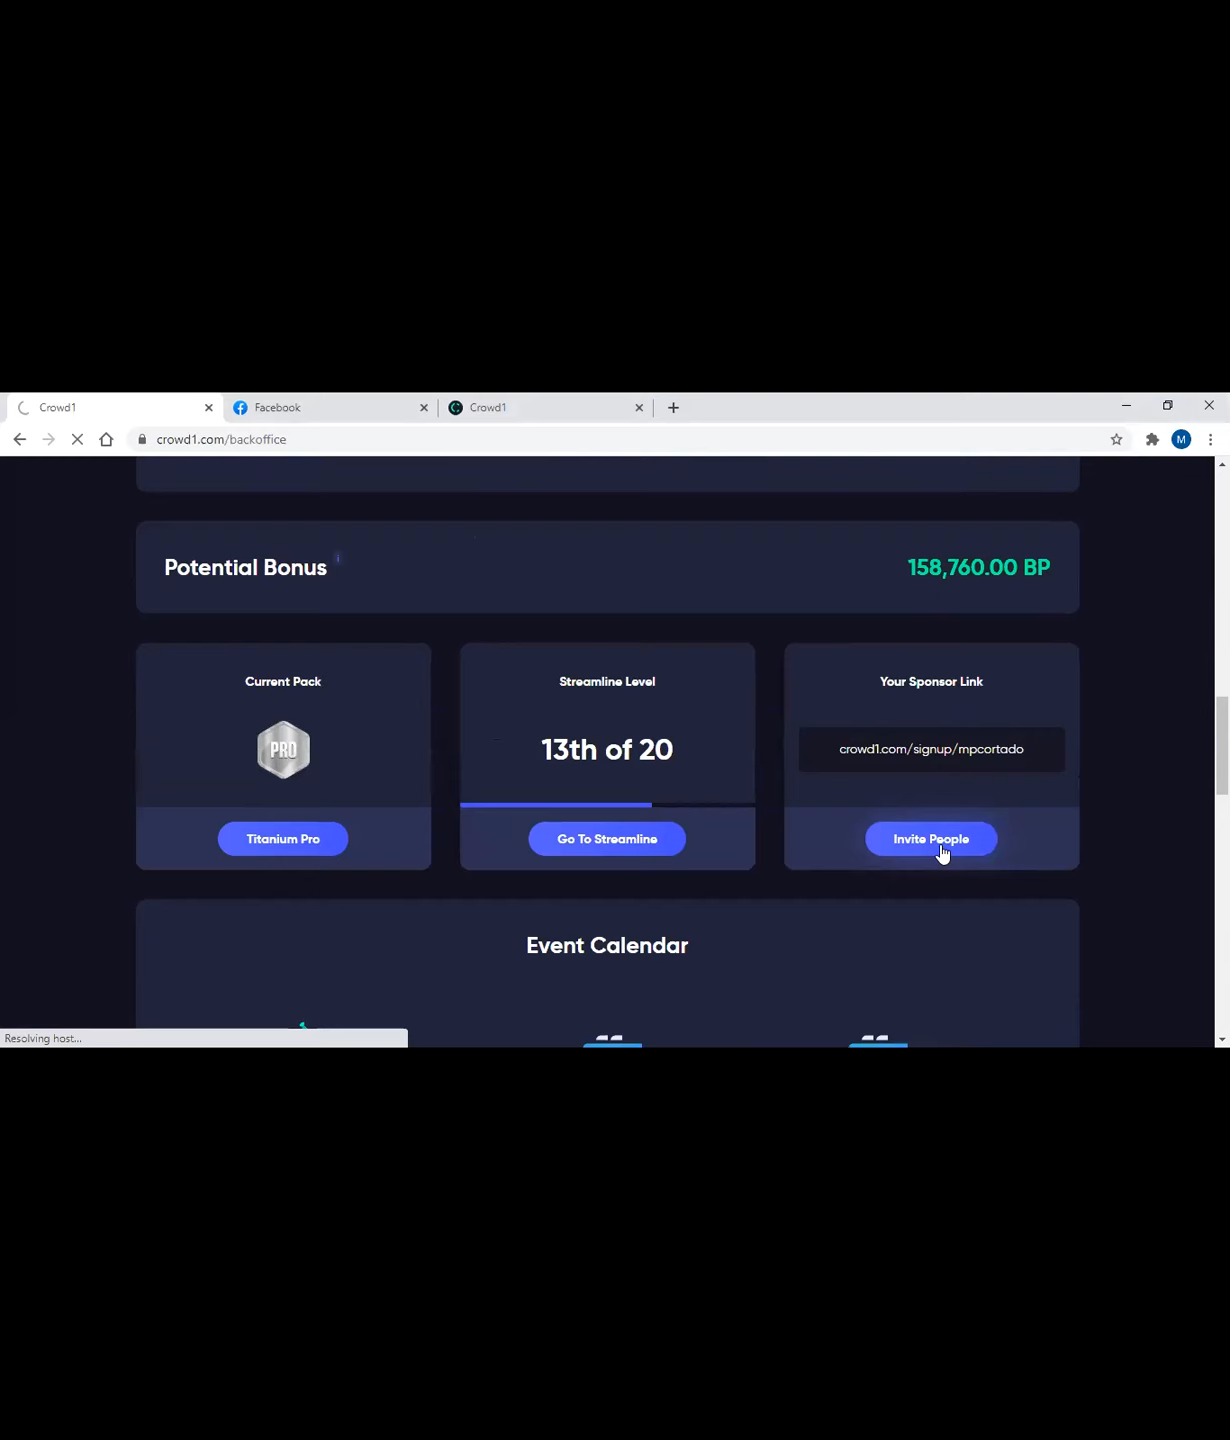 Crowd1
Facebook
Crowd1
crowd1.com/backoffice
M
Potential Bonus i
158,760.00 BP
Current Pack
PRO
Titanium Pro
Streamline Level
13th of 20
Go To Streamline
Your Sponsor Link
crowd1.com/signup/mpcortado
Invite People
Event Calendar
Resolving host...